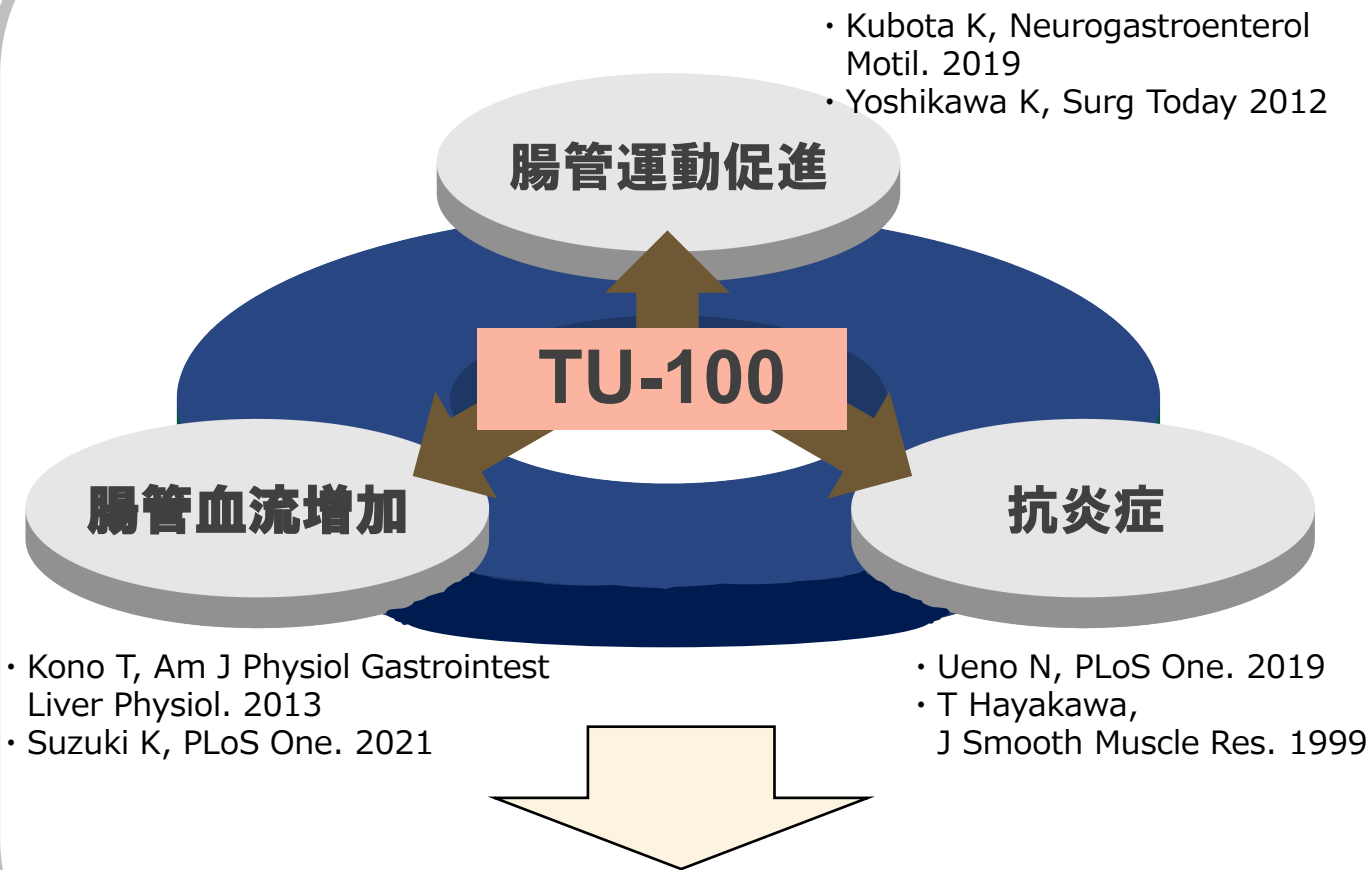 ・Kubota K, Neurogastroenterol
Motil. 2019
・Yoshikawa K, Surg Today 2012
腸管運動促進
TU-100
腸管血流増加
抗炎症
・Kono T, Am J Physiol Gastrointest
Liver Physiol. 2013
・Suzuki K, PLoS One. 2021
・Ueno N, PLoS One. 2019
・T Hayakawa,
J Smooth Muscle Res. 1999